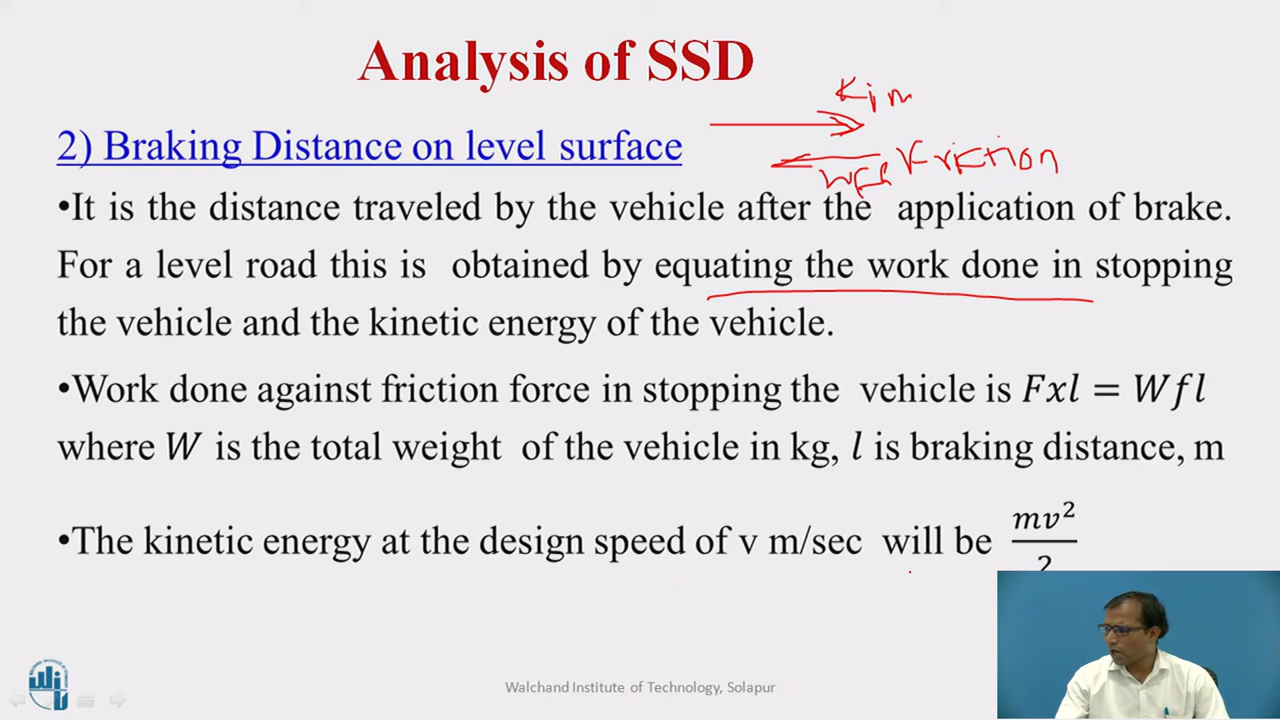 Analysis of SSD
Kin
2) Braking Distance on level surface
Friction
Wfl
•It is the distance traveled by the vehicle after the application of brake.
For a level road this is obtained by equating the work done in stopping
the vehicle and the kinetic energy of the vehicle.
•Work done against friction force in stopping the vehicle is Fxl = Wfl
where W is the total weight of the vehicle in kg, l is braking distance, m
•The kinetic energy at the design speed of v m/sec will be mv²/2
Walchand Institute of Technology, Solapur